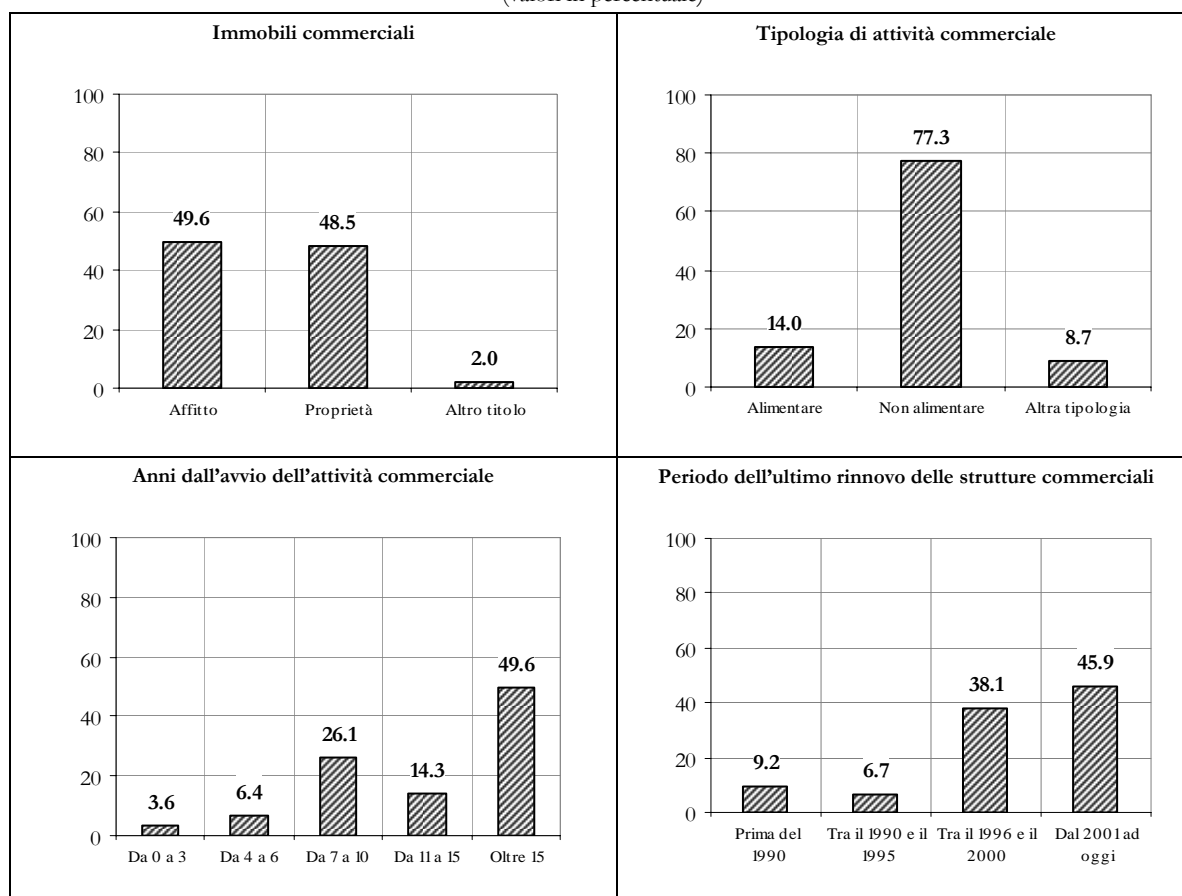 (valori in percentuale)
Immobili commerciali
100
80
60
40
20
0
49.6
48.5
2.0
Affitto
Proprietà
Altro titolo
Tipologia di attività commerciale
100
80
60
40
20
0
14.0
77.3
8.7
Alimentare
Non alimentare
Altra tipologia
Anni dall'avvio dell'attività commerciale
100
80
60
40
20
0
3.6
6.4
26.1
14.3
49.6
Da 0 a 3
Da 4 a 6
Da 7 a 10
Da 11 a 15
Oltre 15
Periodo dell'ultimo rinnovo delle strutture commerciali
100
80
60
40
20
0
9.2
6.7
38.1
45.9
Prima del
1990
Tra il 1990 e il
1995
Tra il 1996 e il
2000
Dal 2001 ad
oggi